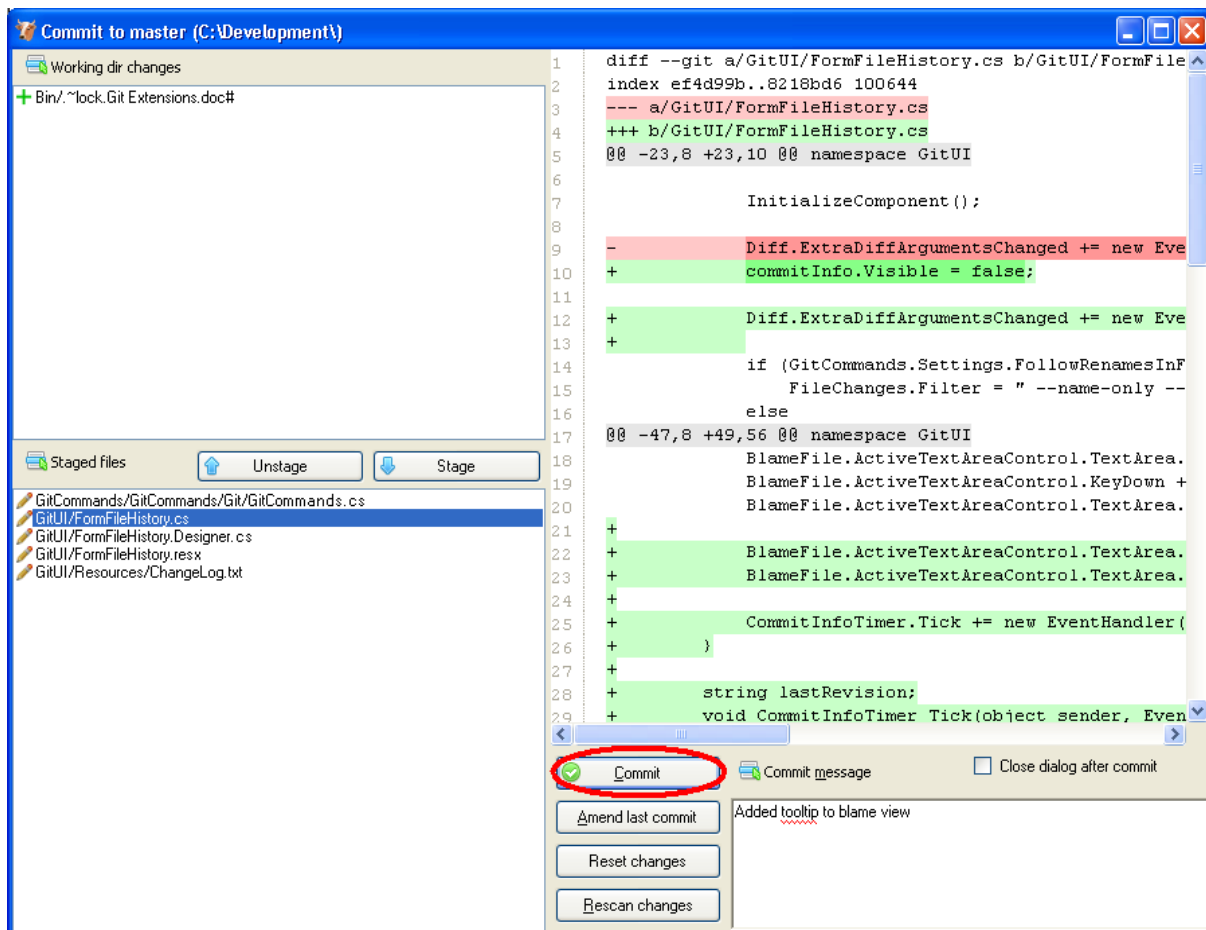 Commit to master (C:\Development\)
Working dir changes
Bin/.~lock.Git Extensions.doc#
Staged files
Unstage
Stage
GitCommands/GitCommands/Git/GitCommands.cs
GitUI/FormFileHistory.cs
GitUI/FormFileHistory.Designer.cs
GitUI/FormFileHistory.resx
GitUI/Resources/ChangeLog.txt
1 diff --git a/GitUI/FormFileHistory.cs b/GitUI/FormFile
2 index ef4d99b..8218bd6 100644
3 --- a/GitUI/FormFileHistory.cs
4 +++ b/GitUI/FormFileHistory.cs
5 @@ -23,8 +23,10 @@ namespace GitUI
6
7 InitializeComponent();
8
9 - Diff.ExtraDiffArgumentsChanged += new Eve
10 + commitInfo.Visible = false;
11
12 + Diff.ExtraDiffArgumentsChanged += new Eve
13 +
14 if (GitCommands.Settings.FollowRenamesInF
15 FileChanges.Filter = " --name-only --
16 else
17 @@ -47,8 +49,56 @@ namespace GitUI
18 BlameFile.ActiveTextAreaControl.TextArea.
19 BlameFile.ActiveTextAreaControl.KeyDown +
20 BlameFile.ActiveTextAreaControl.TextArea.
21 +
22 + BlameFile.ActiveTextAreaControl.TextArea.
23 + BlameFile.ActiveTextAreaControl.TextArea.
24 +
25 + CommitInfoTimer.Tick += new EventHandler(
26 + }
27 +
28 + string lastRevision;
29 + void CommitInfoTimer_Tick(object sender, Even
Commit
Commit message
Close dialog after commit
Amend last commit
Added tooltip to blame view
Reset changes
Rescan changes